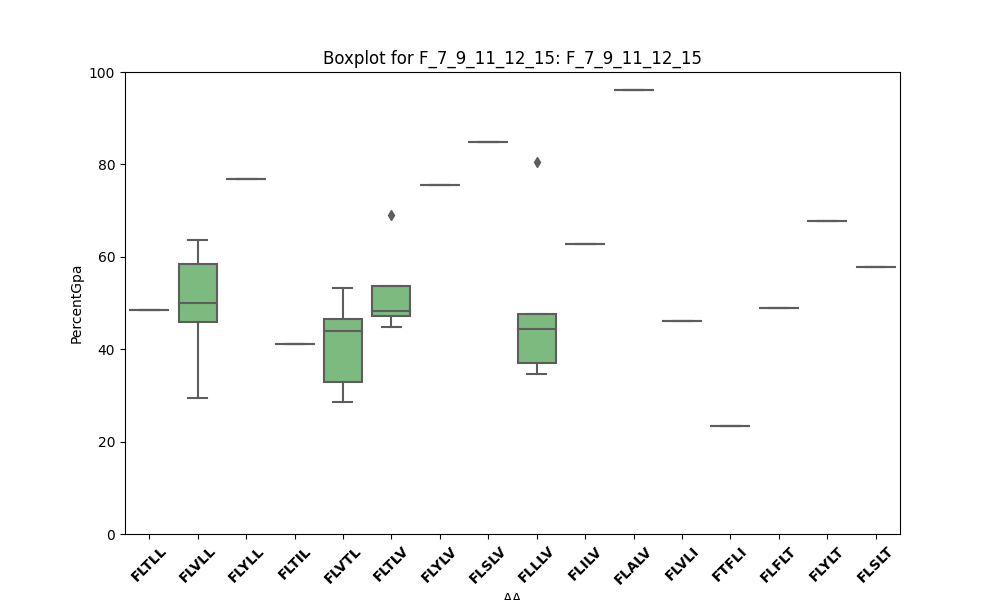 Boxplot for F_7_9_11_12_15: F_7_9_11_12_15
100
80
60
40
20
0
PercentGpa
FLTLL FLVLL FLYLL FLTIL FLVTL FLTLV FLYLV FLSLV FLLLV FLILV FLALV FLVLI FTFLI FLFLT FLYLT FLSLT
AA